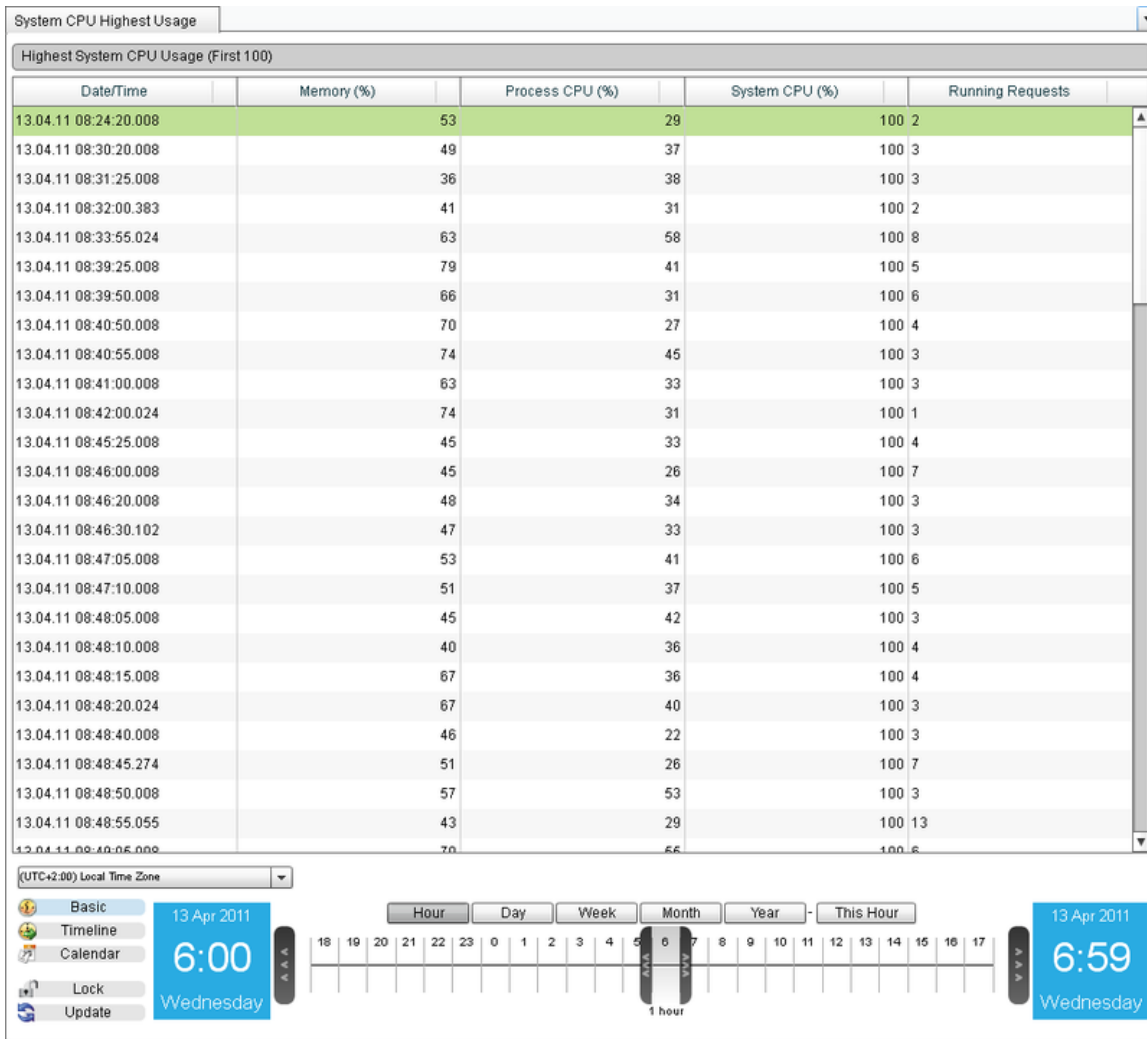 System CPU Highest Usage
Highest System CPU Usage (First 100)
Date/Time Memory (%) Process CPU (%) System CPU (%) Running Requests
13.04.11 08:24:20.008 53 29 100 2
13.04.11 08:30:20.008 49 37 100 3
13.04.11 08:31:25.008 36 38 100 3
13.04.11 08:32:00.383 41 31 100 2
13.04.11 08:33:55.024 63 58 100 8
13.04.11 08:39:25.008 79 41 100 5
13.04.11 08:39:50.008 66 31 100 6
13.04.11 08:40:50.008 70 27 100 4
13.04.11 08:40:55.008 74 45 100 3
13.04.11 08:41:00.008 63 33 100 3
13.04.11 08:42:00.024 74 31 100 1
13.04.11 08:45:25.008 45 33 100 4
13.04.11 08:46:00.008 45 26 100 7
13.04.11 08:46:20.008 48 34 100 3
13.04.11 08:46:30.102 47 33 100 3
13.04.11 08:47:05.008 53 41 100 6
13.04.11 08:47:10.008 51 37 100 5
13.04.11 08:48:05.008 45 42 100 3
13.04.11 08:48:10.008 40 36 100 4
13.04.11 08:48:15.008 67 36 100 4
13.04.11 08:48:20.024 67 40 100 3
13.04.11 08:48:40.008 46 22 100 3
13.04.11 08:48:45.274 51 26 100 7
13.04.11 08:48:50.008 57 53 100 3
13.04.11 08:48:55.055 43 29 100 13
(UTC+2:00) Local Time Zone
Basic
Timeline
Calendar
Lock
Update
13 Apr 2011
6:00
Wednesday
Hour Day Week Month Year - This Hour
18 19 20 21 22 23 0 1 2 3 4 5 6 7 8 9 10 11 12 13 14 15 16 17
1 hour
13 Apr 2011
6:59
Wednesday